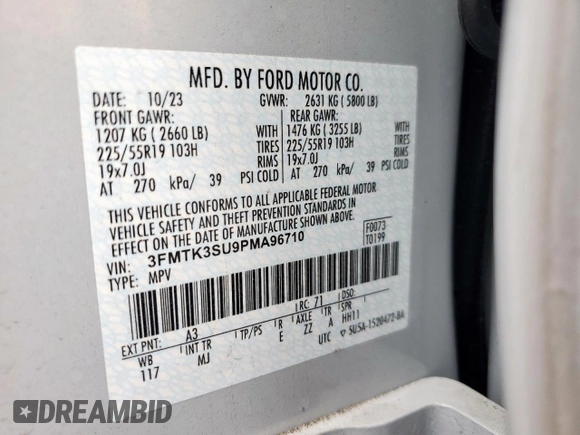 MFD. BY FORD MOTOR CO.
DATE: 10/23 GVWR: 2631 KG ( 5800 LB)
FRONT GAWR: REAR GAWR:
1207 KG ( 2660 LB) WITH 1476 KG ( 3255 LB) WITH
225/55R19 103H TIRES 225/55R19 103H TIRES
19x7.0J RIMS 19x7.0J RIMS
AT 270 kPa/ 39 PSI COLD AT 270 kPa/ 39 PSI COLD
THIS VEHICLE CONFORMS TO ALL APPLICABLE FEDERAL MOTOR
VEHICLE SAFETY AND THEFT PREVENTION STANDARDS IN
EFFECT ON THE DATE OF MANUFACTURE SHOWN ABOVE.
F0073
T0199
VIN: 3FMTK3SU9PMA96710
TYPE: MPV
RC: 71 DSO:
EXT PNT: A3 R AXLE TR SPR
WB INT TR TP/PS E ZZ A HH11
117 MJ
UTC SU5A-1520472-BA
DREAMBID